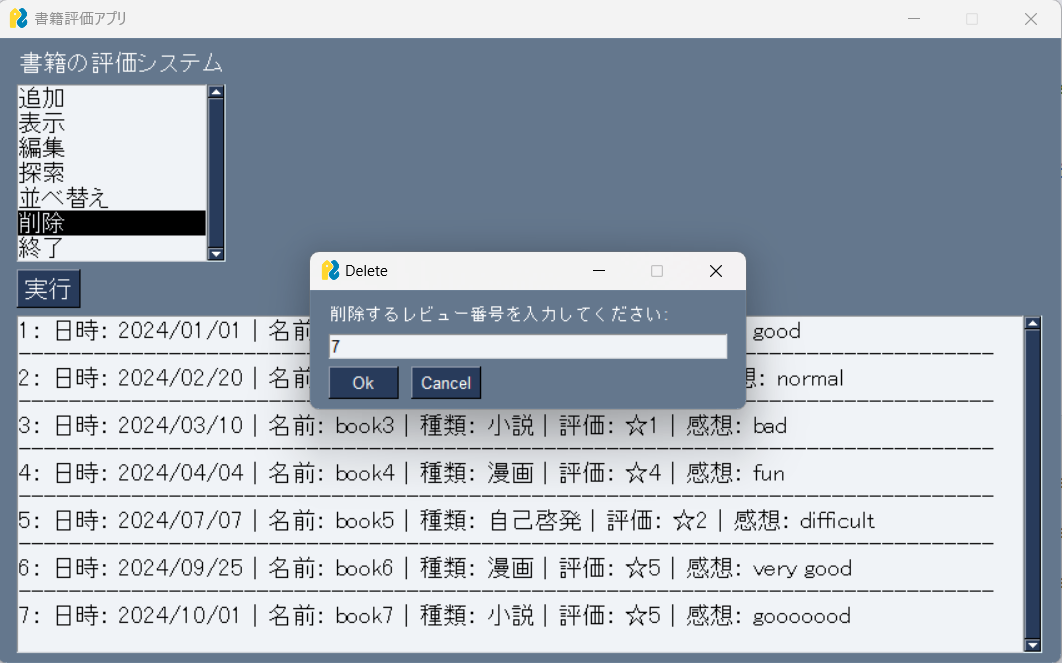 書籍評価アプリ
書籍の評価システム
追加
表示
編集
探索
並べ替え
削除
終了
実行
Delete
削除するレビュー番号を入力してください:
7
Ok
Cancel
1: 日時: 2024/01/01 | 名前 good
2: 日時: 2024/02/20 | 名前 想: normal
3: 日時: 2024/03/10 | 名前: book3 | 種類: 小説 | 評価: ☆1 | 感想: bad
4: 日時: 2024/04/04 | 名前: book4 | 種類: 漫画 | 評価: ☆4 | 感想: fun
5: 日時: 2024/07/07 | 名前: book5 | 種類: 自己啓発 | 評価: ☆2 | 感想: difficult
6: 日時: 2024/09/25 | 名前: book6 | 種類: 漫画 | 評価: ☆5 | 感想: very good
7: 日時: 2024/10/01 | 名前: book7 | 種類: 小説 | 評価: ☆5 | 感想: gooooood